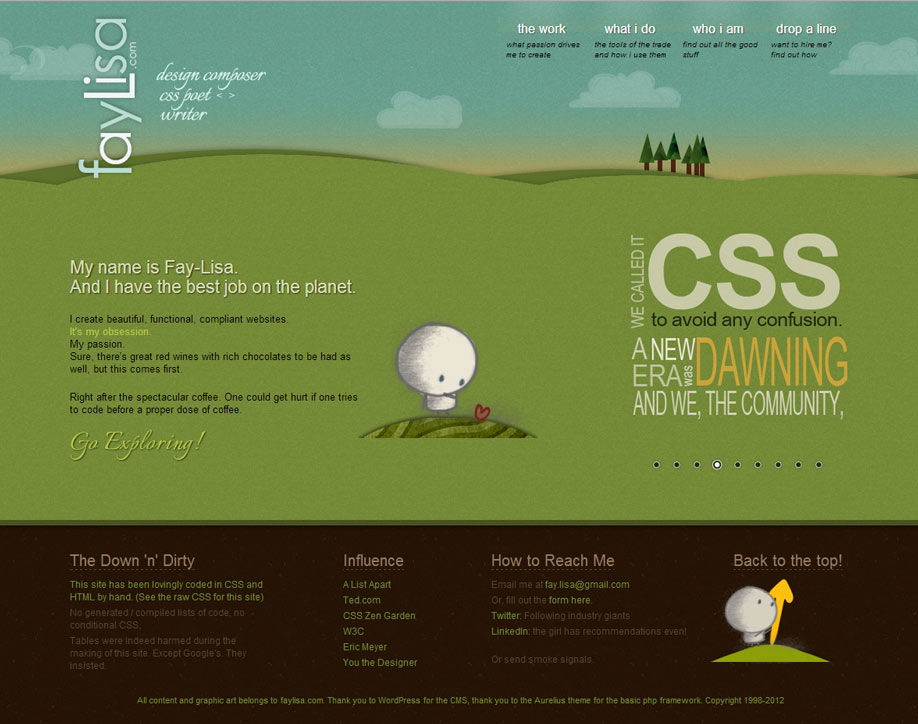 fayLisa
.com
design composer
css poet < >
writer
the work
what passion drives
me to create
what i do
the tools of the trade
and how i use them
who i am
find out all the good
stuff
drop a line
want to hire me?
find out how
My name is Fay-Lisa.
And I have the best job on the planet.
I create beautiful, functional, compliant websites.
It's my obsession.
My passion.
Sure, there's great red wines with rich chocolates to be had as
well, but this comes first.
Right after the spectacular coffee. One could get hurt if one tries
to code before a proper dose of coffee.
Go Exploring!
WE CALLED IT
CSS
to avoid any confusion.
A NEW
ERA was DAWNING
AND WE, THE COMMUNITY,
The Down 'n' Dirty
This site has been lovingly coded in CSS and
HTML by hand. (See the raw CSS for this site)
No generated / compiled lists of code, no
conditional CSS.
Tables were indeed harmed during the
making of this site. Except Google's. They
insisted.
Influence
A List Apart
Ted.com
CSS Zen Garden
W3C
Eric Meyer
You the Designer
How to Reach Me
Email me at fay.lisa@gmail.com
Or, fill out the form here.
Twitter: Following industry giants
LinkedIn: the girl has recommendations even!
Or send smoke signals.
Back to the top!
All content and graphic art belongs to faylisa.com. Thank you to WordPress for the CMS, thank you to the Aurelius theme for the basic php framework. Copyright 1998-2012